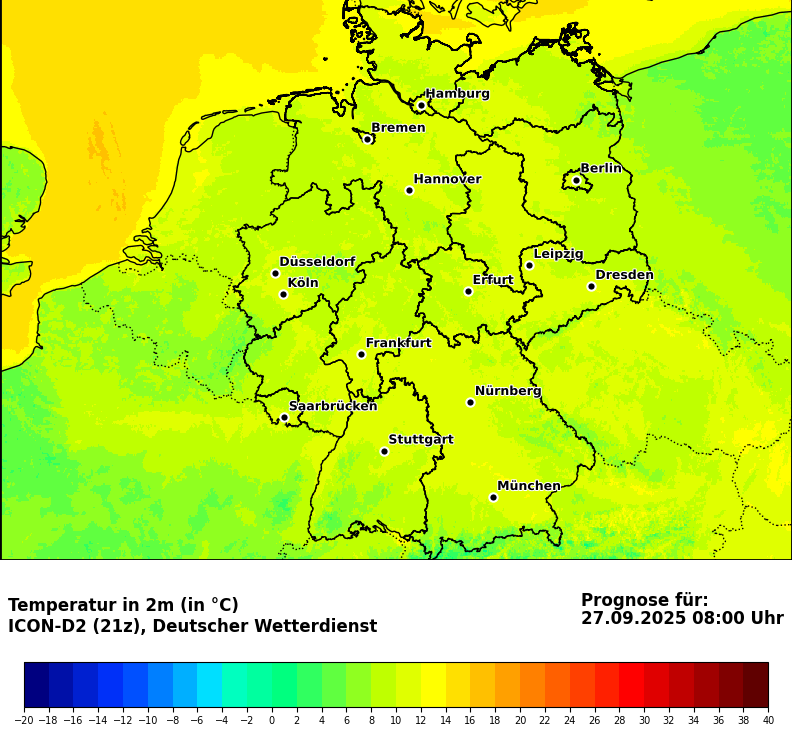 Hamburg
Bremen
Berlin
Hannover
Leipzig
Düsseldorf
Dresden
Köln
Erfurt
Frankfurt
Nürnberg
Saarbrücken
Stuttgart
München
Temperatur in 2m (in °C)
ICON-D2 (21z), Deutscher Wetterdienst
Prognose für:
27.09.2025 08:00 Uhr
−20 −18 −16 −14 −12 −10 −8 −6 −4 −2 0 2 4 6 8 10 12 14 16 18 20 22 24 26 28 30 32 34 36 38 40